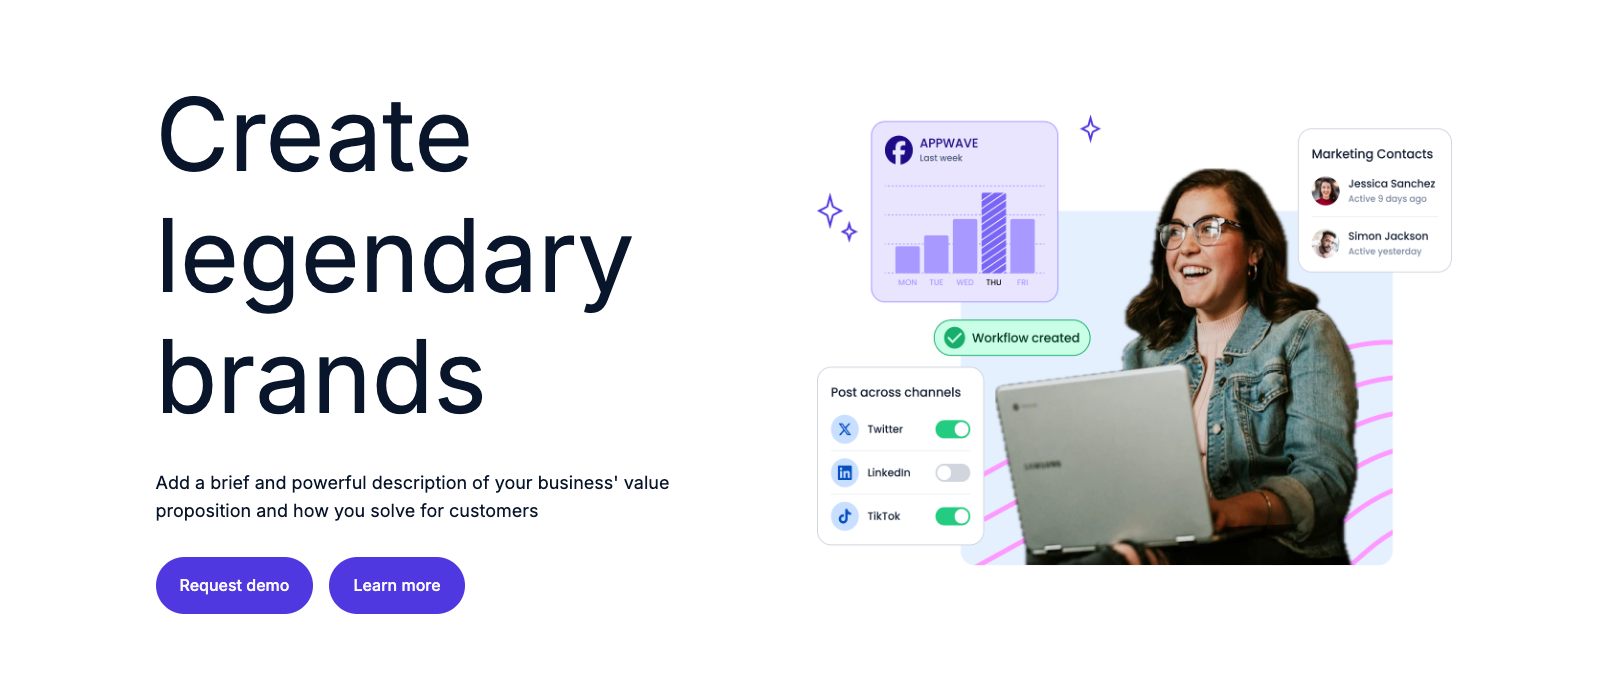 Create
legendary
brands
Add a brief and powerful description of your business' value
proposition and how you solve for customers
Request demo
Learn more
APPWAVE
Last week
MON TUE WED THU FRI
Workflow created
Post across channels
Twitter
LinkedIn
TikTok
Marketing Contacts
Jessica Sanchez
Active 9 days ago
Simon Jackson
Active yesterday
SAMSUNG